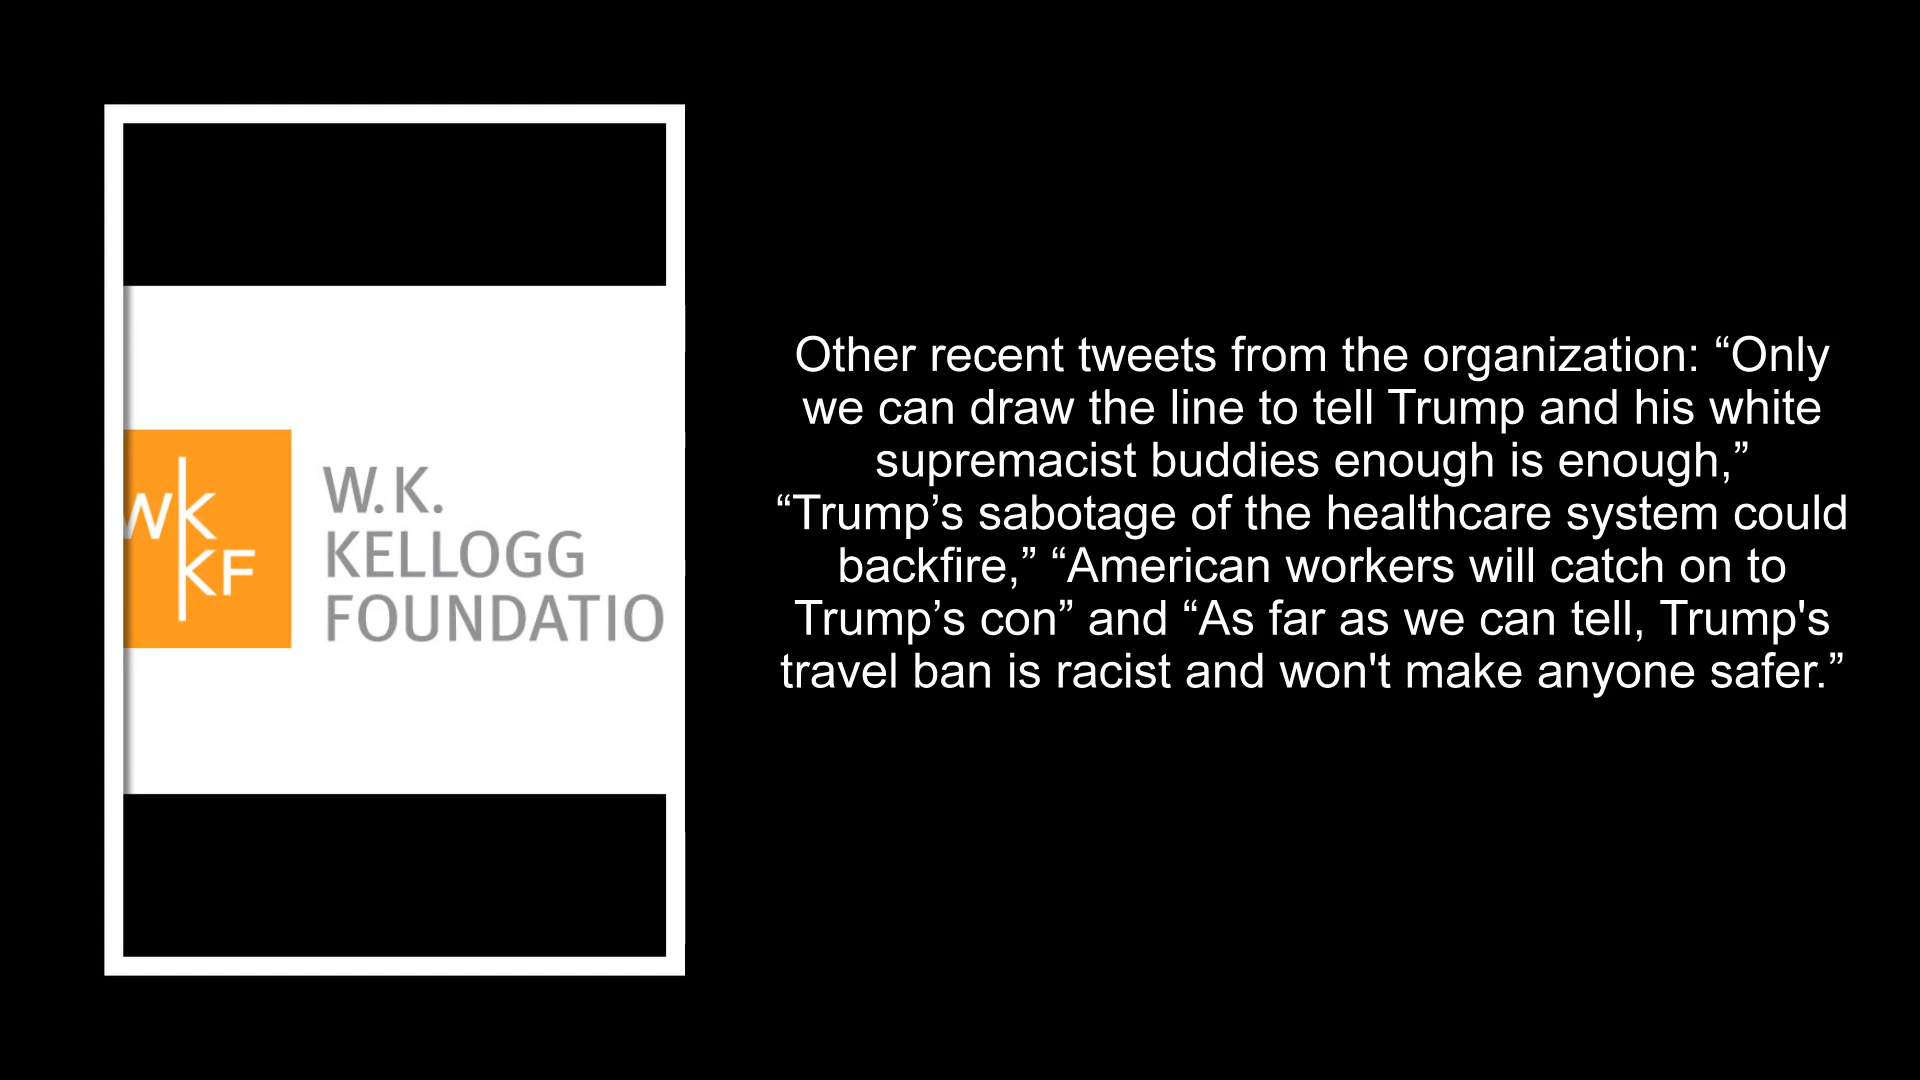 WK
KF
W.K.
KELLOGG
FOUNDATIO
Other recent tweets from the organization: “Only
we can draw the line to tell Trump and his white
supremacist buddies enough is enough,”
“Trump’s sabotage of the healthcare system could
backfire,” “American workers will catch on to
Trump’s con” and “As far as we can tell, Trump's
travel ban is racist and won't make anyone safer.”